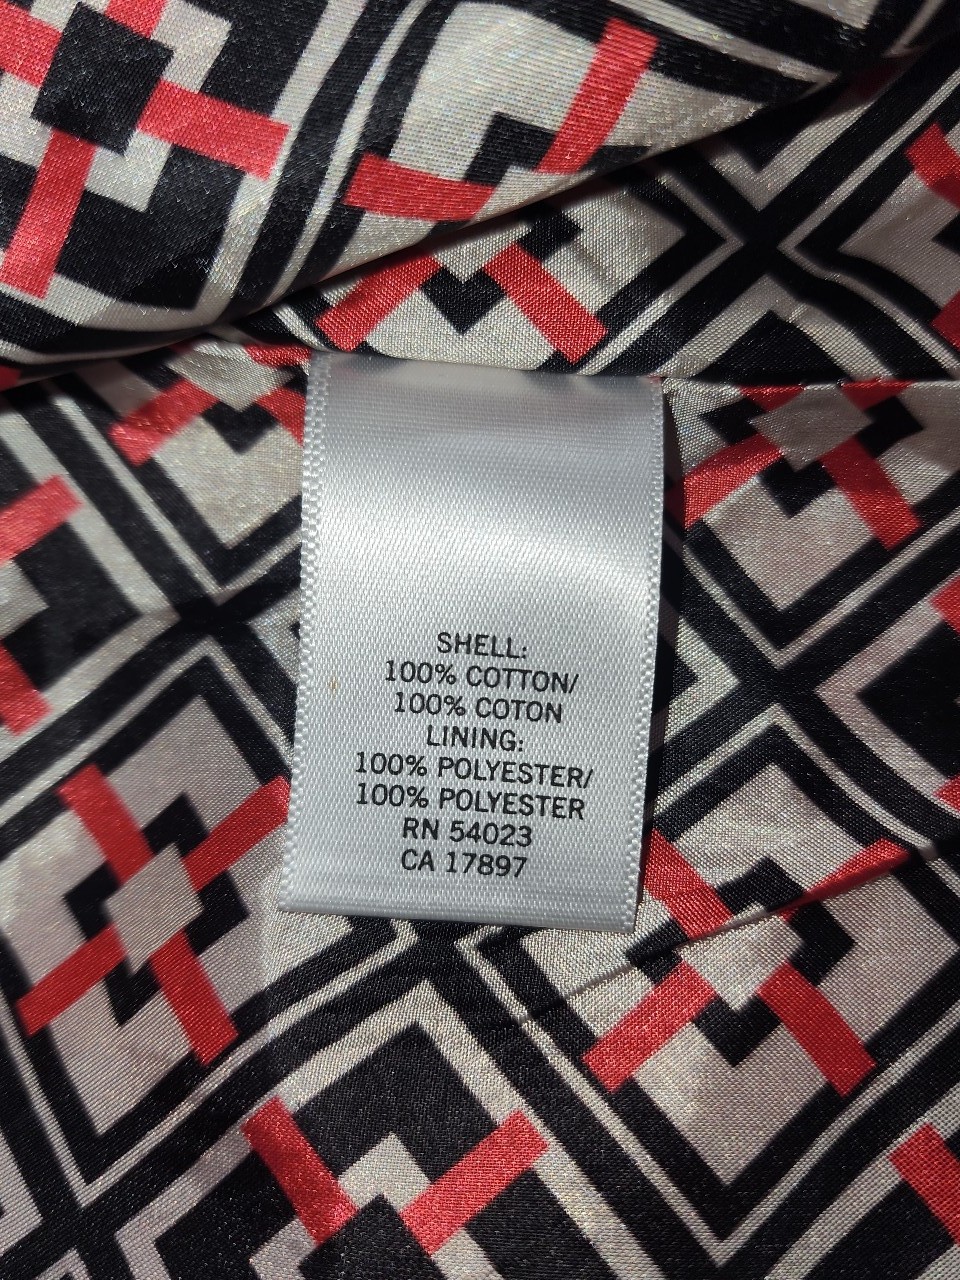 SHELL:
100% COTTON/
100% COTON
LINING:
100% POLYESTER/
100% POLYESTER
RN 54023
CA 17897